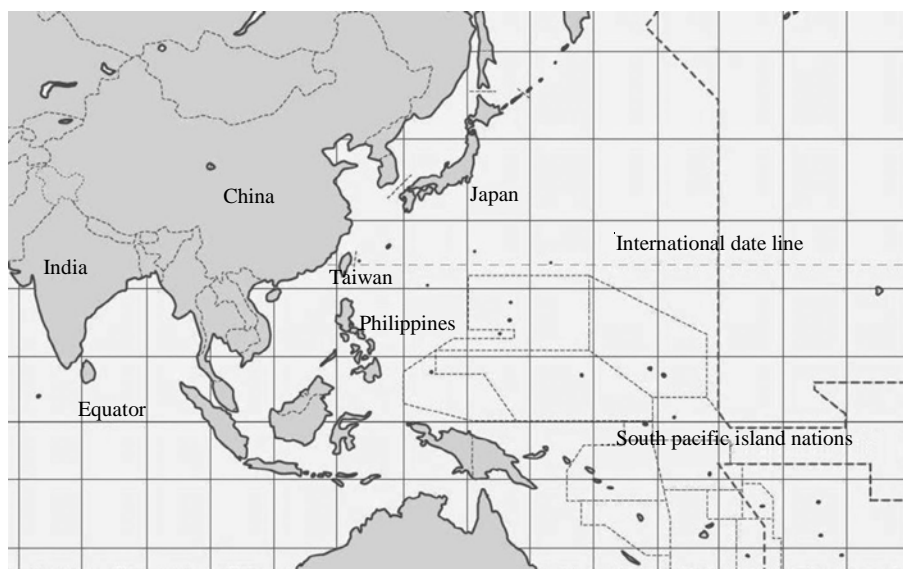 China
Japan
International date line
India
Taiwan
Philippines
Equator
South pacific island nations